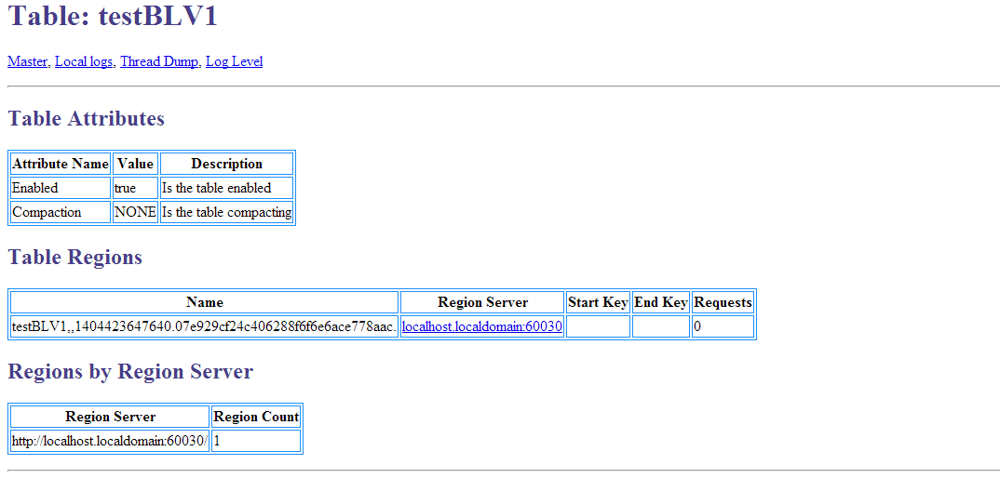 Table: testBLV1
Master, Local logs, Thread Dump, Log Level
Table Attributes
Attribute Name Value Description
Enabled true Is the table enabled
Compaction NONE Is the table compacting
Table Regions
Name Region Server Start Key End Key Requests
testBLV1,,1404423647640.07e929cf24c406288f6f6e6ace778aac. localhost.localdomain:60030 0
Regions by Region Server
Region Server Region Count
http://localhost.localdomain:60030/ 1